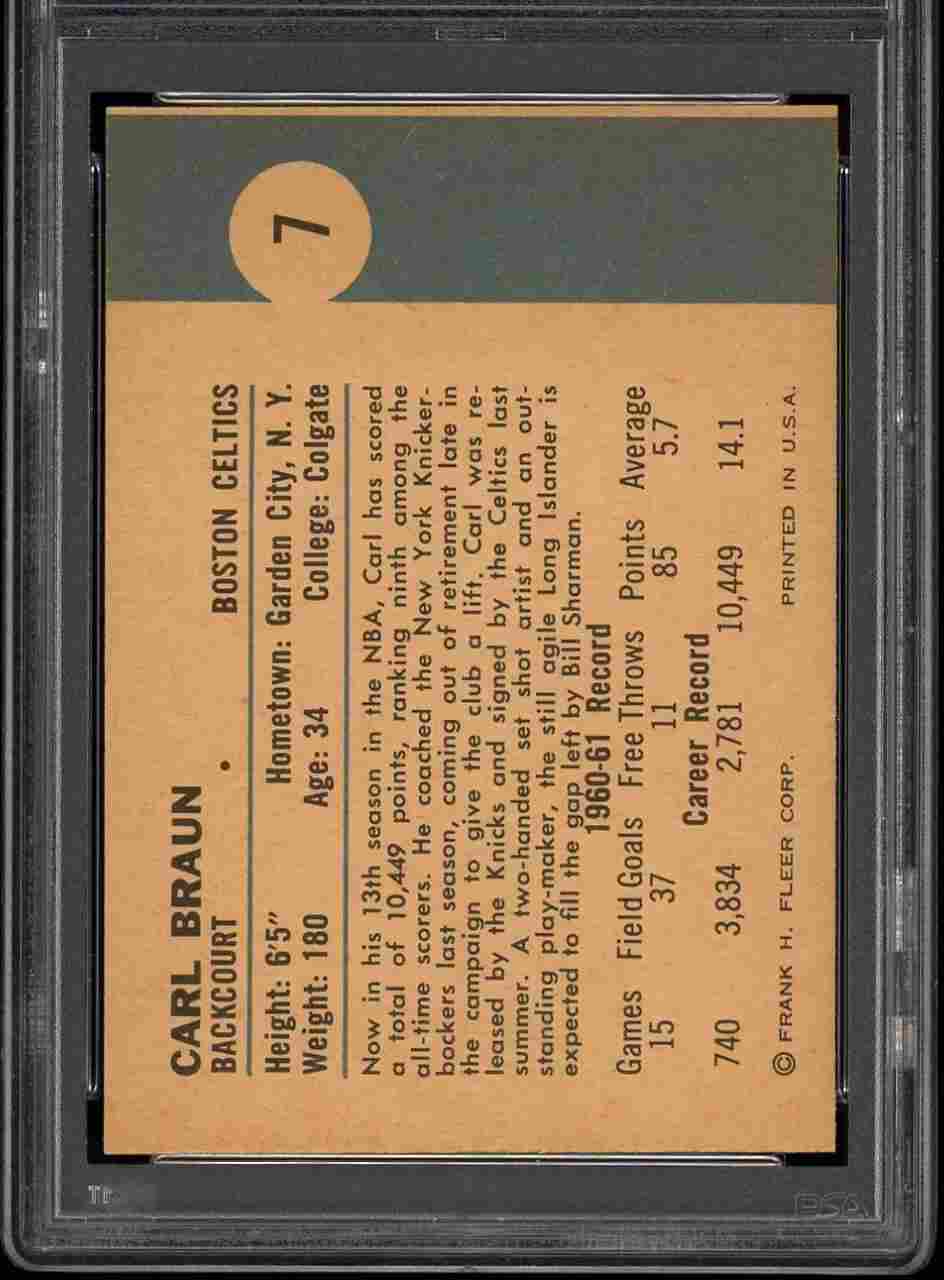 7
CARL BRAUN
BACKCOURT • BOSTON CELTICS
Height: 6'5" Hometown: Garden City, N. Y.
Weight: 180 Age: 34 College: Colgate
Now in his 13th season in the NBA, Carl has scored
a total of 10,449 points, ranking ninth among the
all-time scorers. He coached the New York Knicker-
bockers last season, coming out of retirement late in
the campaign to give the club a lift. Carl was re-
leased by the Knicks and signed by the Celtics last
summer. A two-handed set shot artist and an out-
standing play-maker, the still agile Long Islander is
expected to fill the gap left by Bill Sharman.
1960-61 Record
Games Field Goals Free Throws Points Average
15 37 11 85 5.7
Career Record
740 3,834 2,781 10,449 14.1
© FRANK H. FLEER CORP. PRINTED IN U.S.A.
PSA